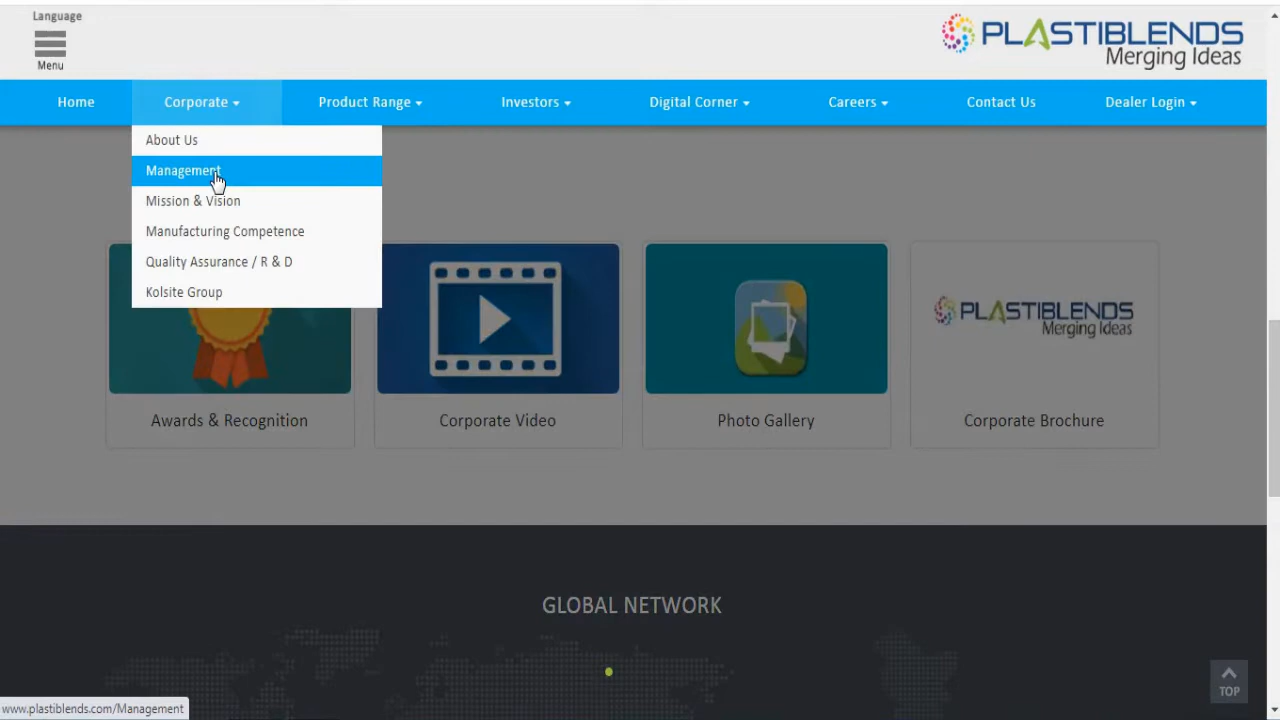 Language
Menu
PLASTIBLENDS
Merging Ideas
Home
Corporate
Product Range
Investors
Digital Corner
Careers
Contact Us
Dealer Login
About Us
Management
Mission & Vision
Manufacturing Competence
Quality Assurance / R & D
Kolsite Group
PLASTIBLENDS
Merging Ideas
Awards & Recognition
Corporate Video
Photo Gallery
Corporate Brochure
GLOBAL NETWORK
TOP
www.plastiblends.com/Management